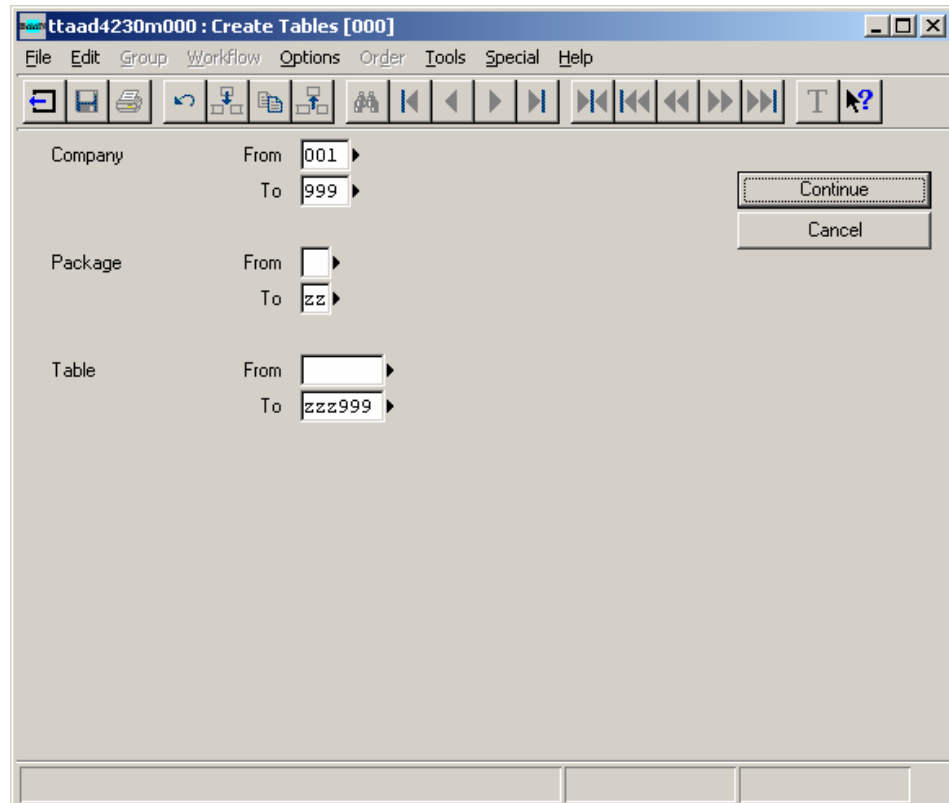 ttaad4230m000 : Create Tables [000]
File Edit Group Workflow Options Order Tools Special Help
T ?
Company From 001
To 999
Continue
Cancel
Package From
To zz
Table From
To zzz999